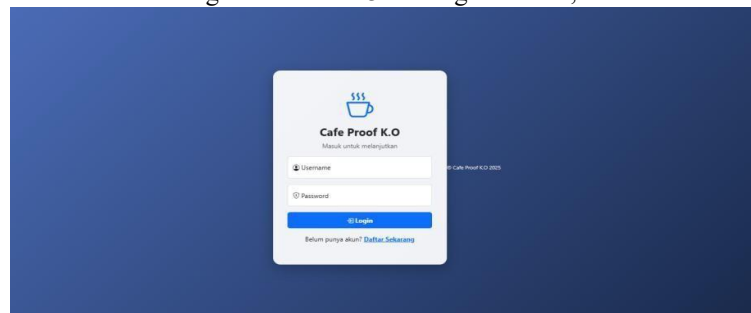 Cafe Proof K.O
Masuk untuk melanjutkan
Username
© Cafe Proof K.O 2025
Password
Login
Belum punya akun? Daftar Sekarang